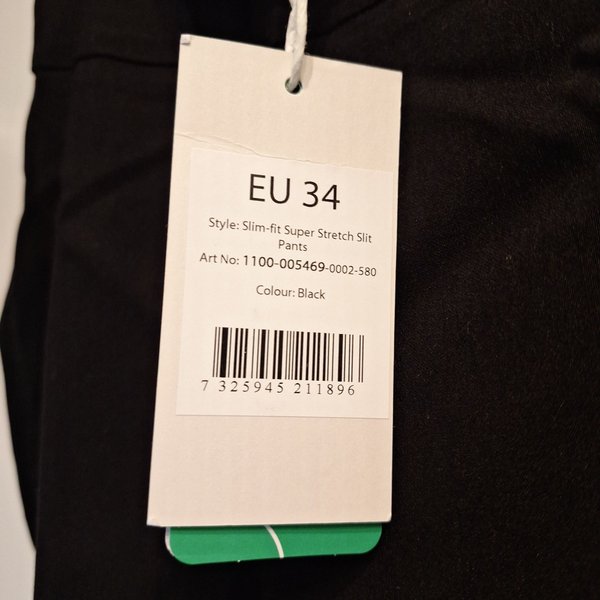 EU 34
Style: Slim-fit Super Stretch Slit
Pants
Art No: 1100-005469-0002-580
Colour: Black
7 325945 211896